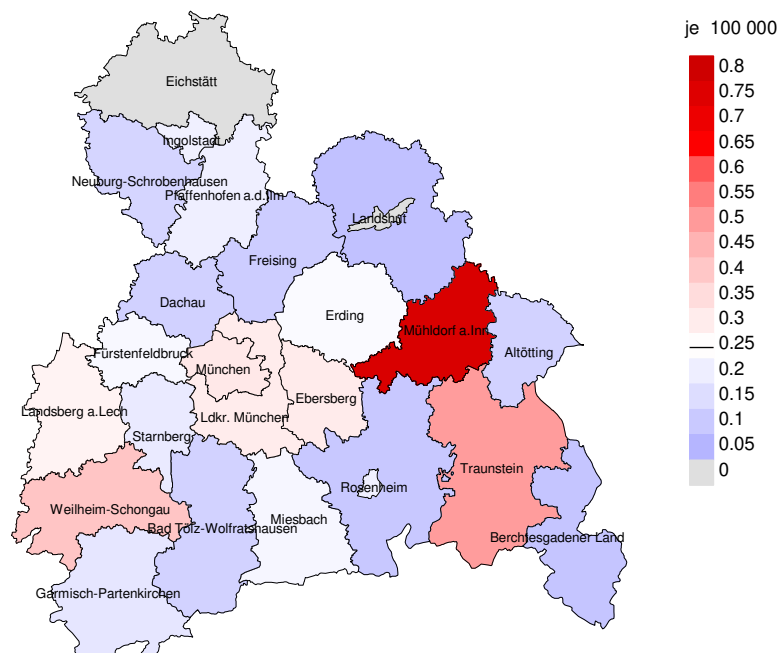 je 100 000
0.8
0.75
0.7
0.65
0.6
0.55
0.5
0.45
0.4
0.35
0.3
0.25
0.2
0.15
0.1
0.05
0
Eichstätt
Ingolstadt
Neuburg-Schrobenhausen
Pfaffenhofen a.d.Ilm
Landshut
Freising
Dachau
Erding
Mühldorf a.Inn
Fürstenfeldbruck
Altötting
München
Ebersberg
Landsberg a.Lech
Ldkr. München
Starnberg
Traunstein
Rosenheim
Weilheim-Schongau
Miesbach
Bad Tölz-Wolfratshausen
Berchtesgadener Land
Garmisch-Partenkirchen